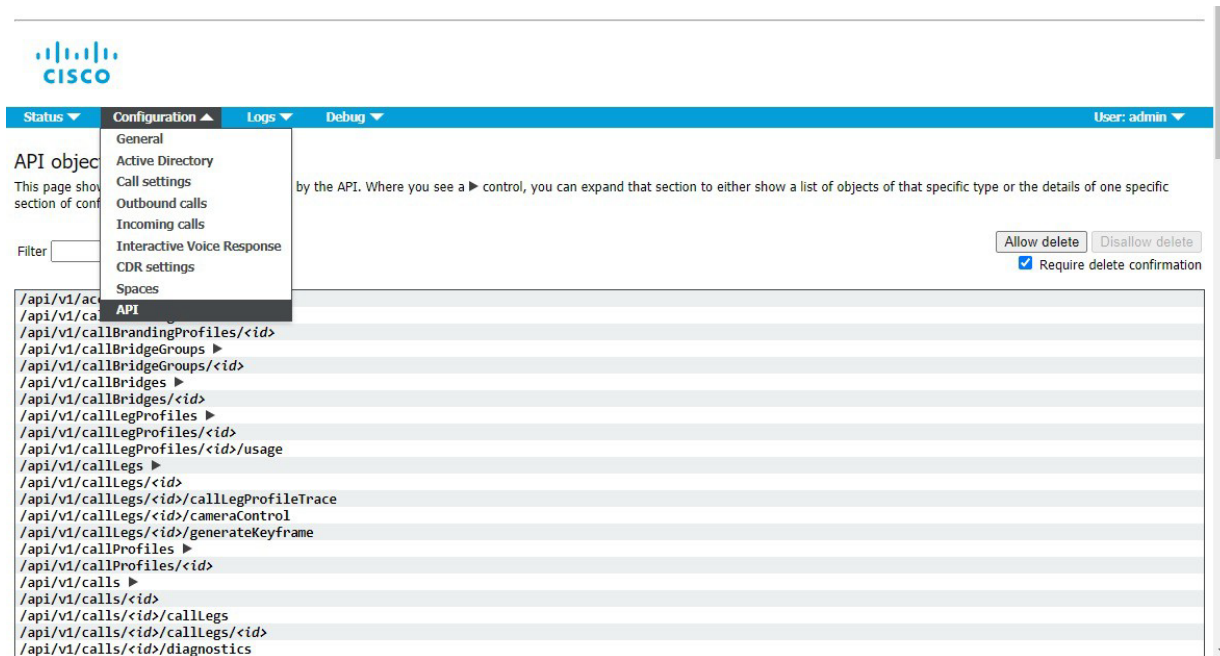 CISCO
Status ▼ Configuration ▲ Logs ▼ Debug ▼ User: admin ▼
General
Active Directory
Call settings
Outbound calls
Incoming calls
Interactive Voice Response
CDR settings
Spaces
API
API objec
This page show by the API. Where you see a ▶ control, you can expand that section to either show a list of objects of that specific type or the details of one specific
section of conf
Filter
Allow delete Disallow delete
Require delete confirmation
/api/v1/ac
/api/v1/ca
/api/v1/callBrandingProfiles/<id>
/api/v1/callBridgeGroups ▶
/api/v1/callBridgeGroups/<id>
/api/v1/callBridges ▶
/api/v1/callBridges/<id>
/api/v1/callLegProfiles ▶
/api/v1/callLegProfiles/<id>
/api/v1/callLegProfiles/<id>/usage
/api/v1/callLegs ▶
/api/v1/callLegs/<id>
/api/v1/callLegs/<id>/callLegProfileTrace
/api/v1/callLegs/<id>/cameraControl
/api/v1/callLegs/<id>/generateKeyframe
/api/v1/callProfiles ▶
/api/v1/callProfiles/<id>
/api/v1/calls ▶
/api/v1/calls/<id>
/api/v1/calls/<id>/callLegs
/api/v1/calls/<id>/callLegs/<id>
/api/v1/calls/<id>/diagnostics